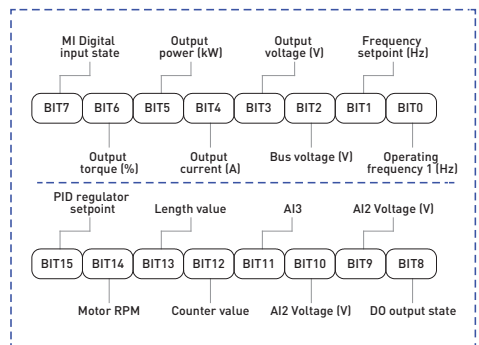 MI Digital
input state
Output
power (kW)
Output
voltage (V)
Frequency
setpoint (Hz)
BIT7 BIT6 BIT5 BIT4 BIT3 BIT2 BIT1 BIT0
Output
torque (%)
Output
current (A)
Bus voltage (V)
Operating
frequency 1 (Hz)
PID regulator
setpoint
Length value
AI3
AI2 Voltage (V)
BIT15 BIT14 BIT13 BIT12 BIT11 BIT10 BIT9 BIT8
Motor RPM
Counter value
AI2 Voltage (V)
DO output state